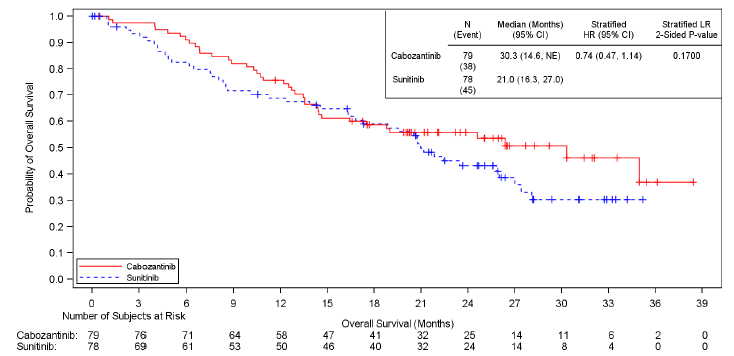 N Median (Months) Stratified Stratified LR
(Event) (95% CI) HR (95% CI) 2-Sided P-value
Cabozantinib 79 30.3 (14.6, NE) 0.74 (0.47, 1.14) 0.1700
(38)
Sunitinib 78 21.0 (16.3, 27.0)
(45)
Probability of Overall Survival
1.0
0.9
0.8
0.7
0.6
0.5
0.4
0.3
0.2
0.1
0.0
Cabozantinib
Sunitinib
0 3 6 9 12 15 18 21 24 27 30 33 36 39
Number of Subjects at Risk
Overall Survival (Months)
Cabozantinib: 79 76 71 64 58 47 41 32 25 14 11 6 2 0
Sunitinib: 78 69 61 53 50 46 40 32 24 14 8 4 0 0